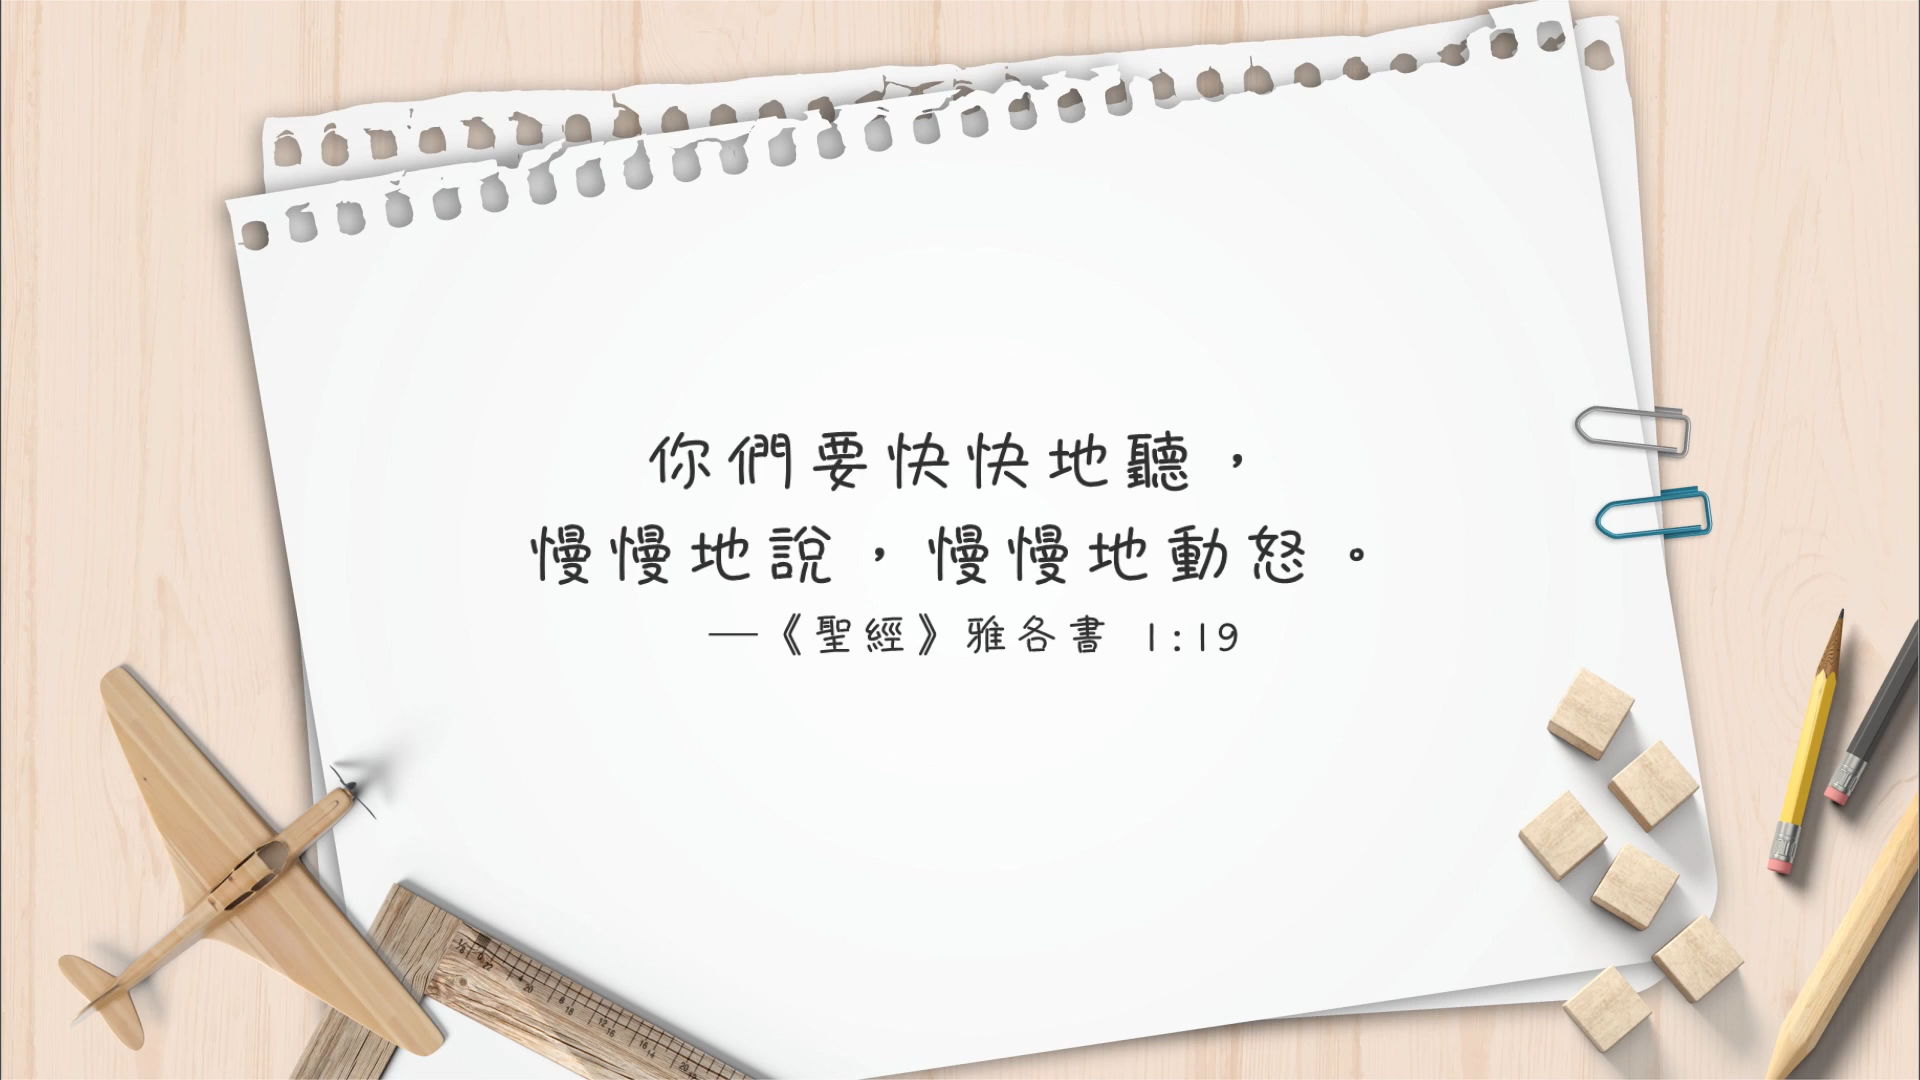 你們要快快地聽，
慢慢地說，慢慢地動怒。
—《聖經》雅各書 1:19